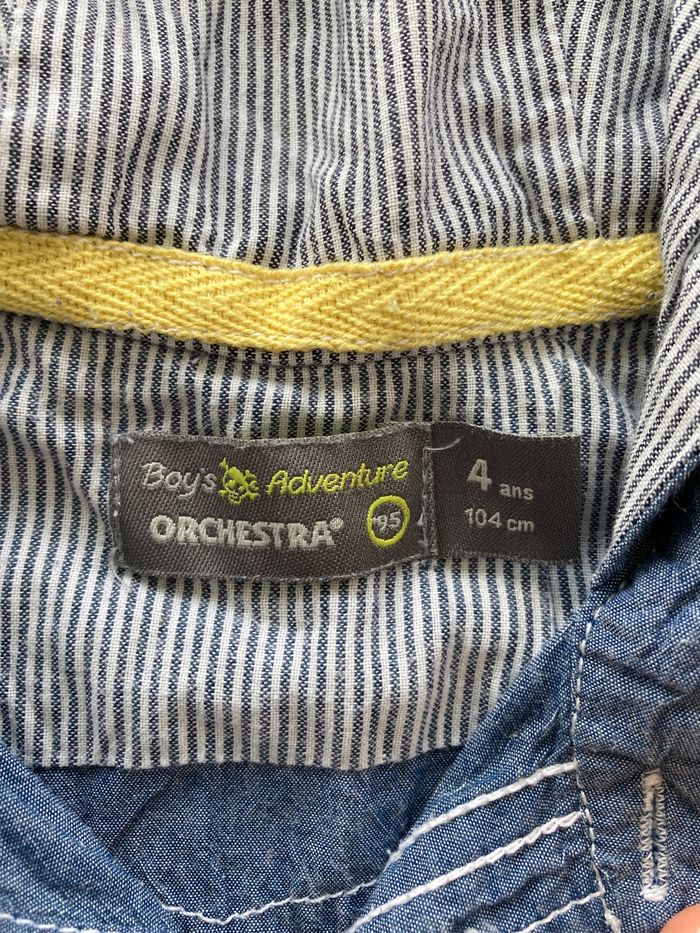 Boy's Adventure
ORCHESTRA® 95
4 ans
104 cm